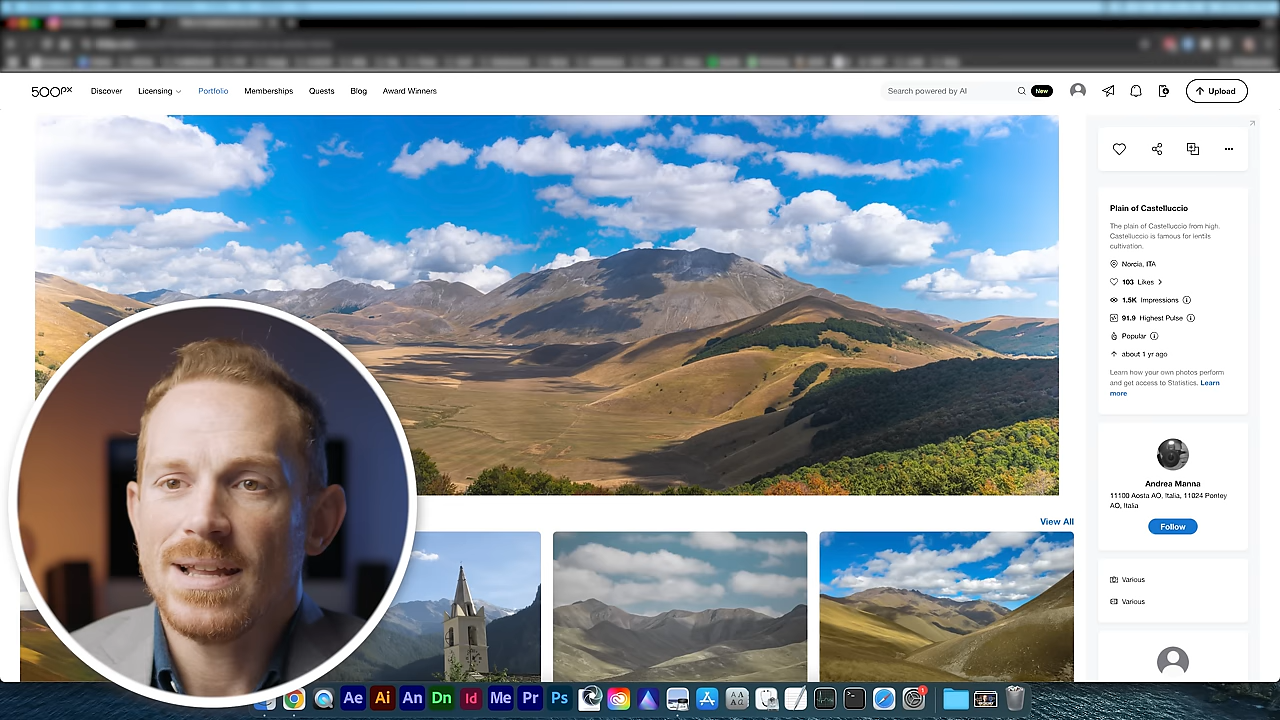 500px
Discover
Licensing
Portfolio
Memberships
Quests
Blog
Award Winners
Search powered by AI
New
Upload
Plain of Castelluccio
The plain of Castelluccio from high.
Castelluccio is famous for lentils
cultivation.
Norcia, ITA
103 Likes
1.5K Impressions
91.9 Highest Pulse
Popular
about 1 yr ago
Learn how your own photos perform
and get access to Statistics. Learn
more
Andrea Manna
11100 Aosta AO, Italia, 11024 Pontey
AO, Italia
Follow
View All
Various
Various
Ae
Ai
An
Dn
Id
Me
Pr
Ps